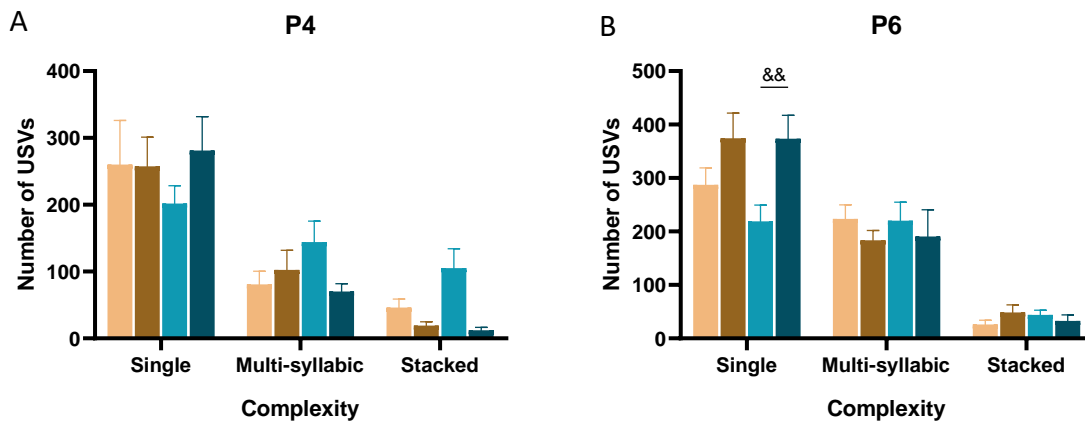 A
P4
Number of USVs
400
300
200
100
0
Single
Multi-syllabic
Stacked
Complexity
B
P6
Number of USVs
500
400
300
200
100
0
&&
Single
Multi-syllabic
Stacked
Complexity